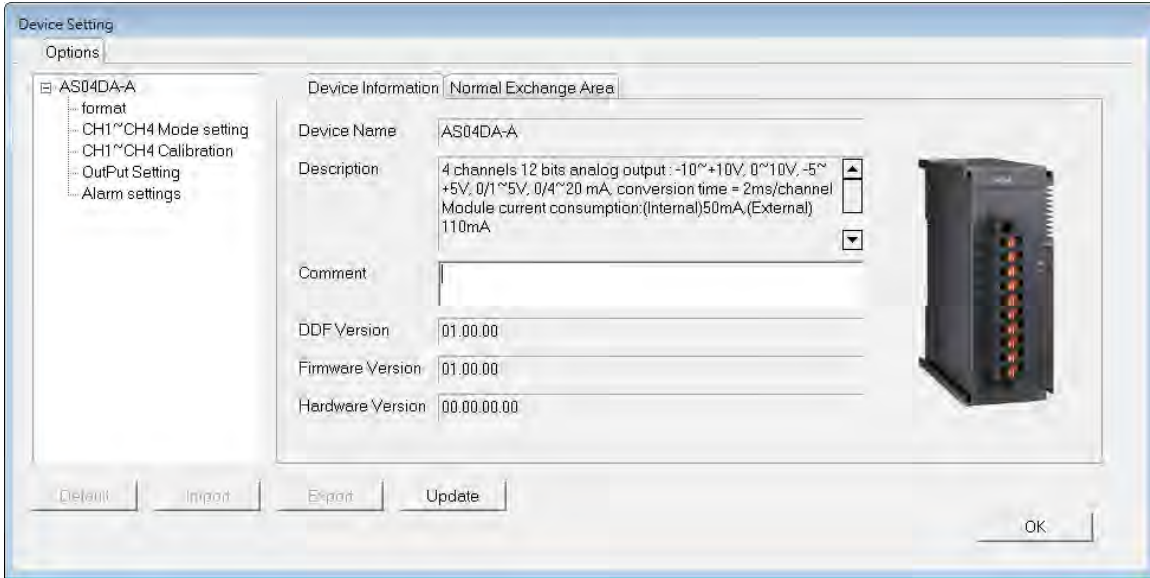 Device Setting
Options
AS04DA-A
format
CH1~CH4 Mode setting
CH1~CH4 Calibration
OutPut Setting
Alarm settings
Device Information Normal Exchange Area
Device Name AS04DA-A
Description 4 channels 12 bits analog output : -10~+10V, 0~10V, -5~
+5V, 0/1~5V, 0/4~20 mA, conversion time = 2ms/channel
Module current consumption:(Internal)50mA,(External)
110mA
Comment
DDF Version 01.00.00
Firmware Version 01.00.00
Hardware Version 00.00.00.00
Default Import Export Update
OK